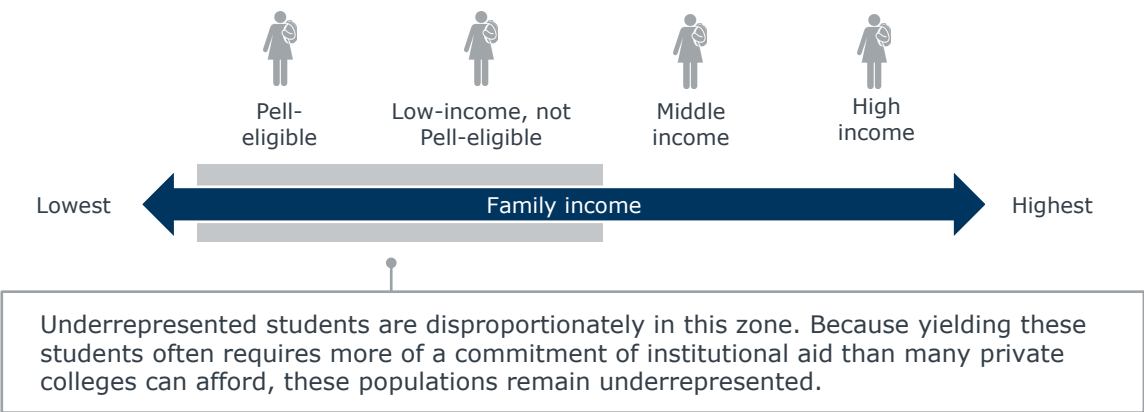 Pell-
eligible
Low-income, not
Pell-eligible
Middle
income
High
income
Lowest
Family income
Highest
Underrepresented students are disproportionately in this zone. Because yielding these
students often requires more of a commitment of institutional aid than many private
colleges can afford, these populations remain underrepresented.